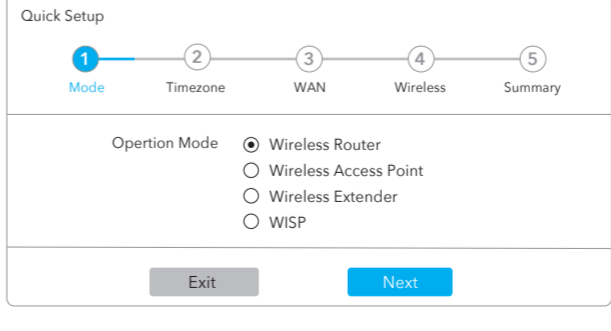 Quick Setup
1 2 3 4 5
Mode Timezone WAN Wireless Summary
Opertion Mode Wireless Router
Wireless Access Point
Wireless Extender
WISP
Exit Next